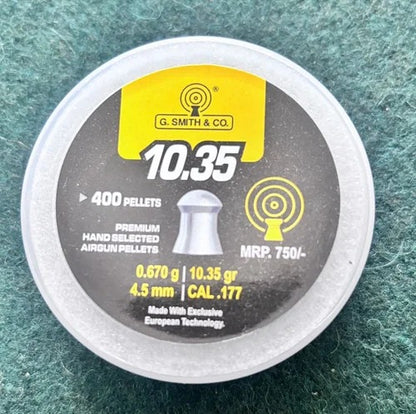 ®
G. SMITH & CO.
10.35
400 PELLETS
PREMIUM
HAND SELECTED
AIRGUN PELLETS
MRP. 750/-
0.670 g | 10.35 gr
4.5 mm | CAL .177
Made With Exclusive
European Technology.